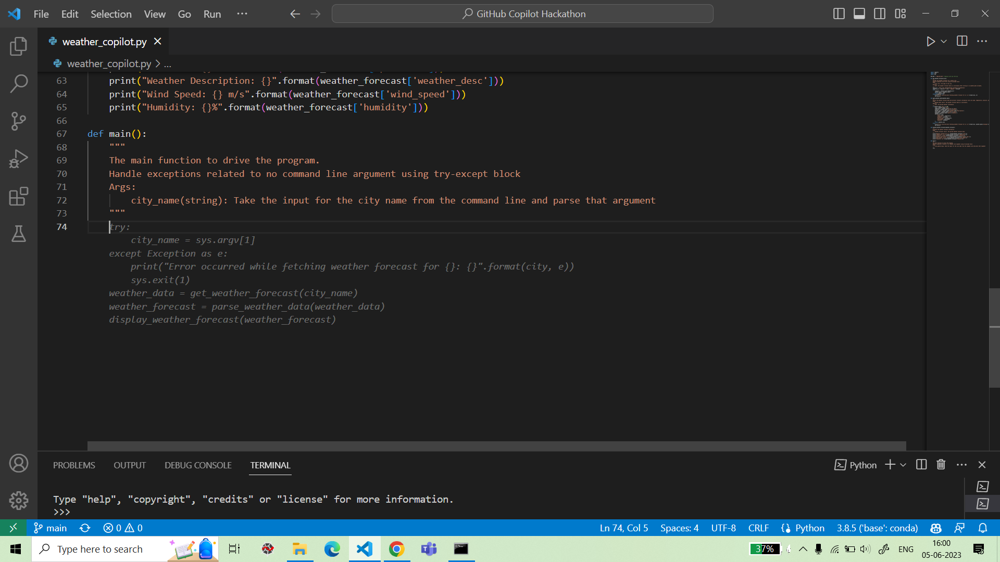 File Edit Selection View Go Run ... GitHub Copilot Hackathon
weather_copilot.py
weather_copilot.py > ...
63 print("Weather Description: {}".format(weather_forecast['weather_desc']))
64 print("Wind Speed: {} m/s".format(weather_forecast['wind_speed']))
65 print("Humidity: {}%".format(weather_forecast['humidity']))
66
67 def main():
68 """
69 The main function to drive the program.
70 Handle exceptions related to no command line argument using try-except block
71 Args:
72 city_name(string): Take the input for the city name from the command line and parse that argument
73 """
74 try:
city_name = sys.argv[1]
except Exception as e:
print("Error occurred while fetching weather forecast for {}: {}".format(city, e))
sys.exit(1)
weather_data = get_weather_forecast(city_name)
weather_forecast = parse_weather_data(weather_data)
display_weather_forecast(weather_forecast)
PROBLEMS OUTPUT DEBUG CONSOLE TERMINAL Python
Type "help", "copyright", "credits" or "license" for more information.
>>>
main 0 0 Ln 74, Col 5 Spaces: 4 UTF-8 CRLF Python 3.8.5 ('base': conda)
Type here to search 37% ENG 16:00
05-06-2023